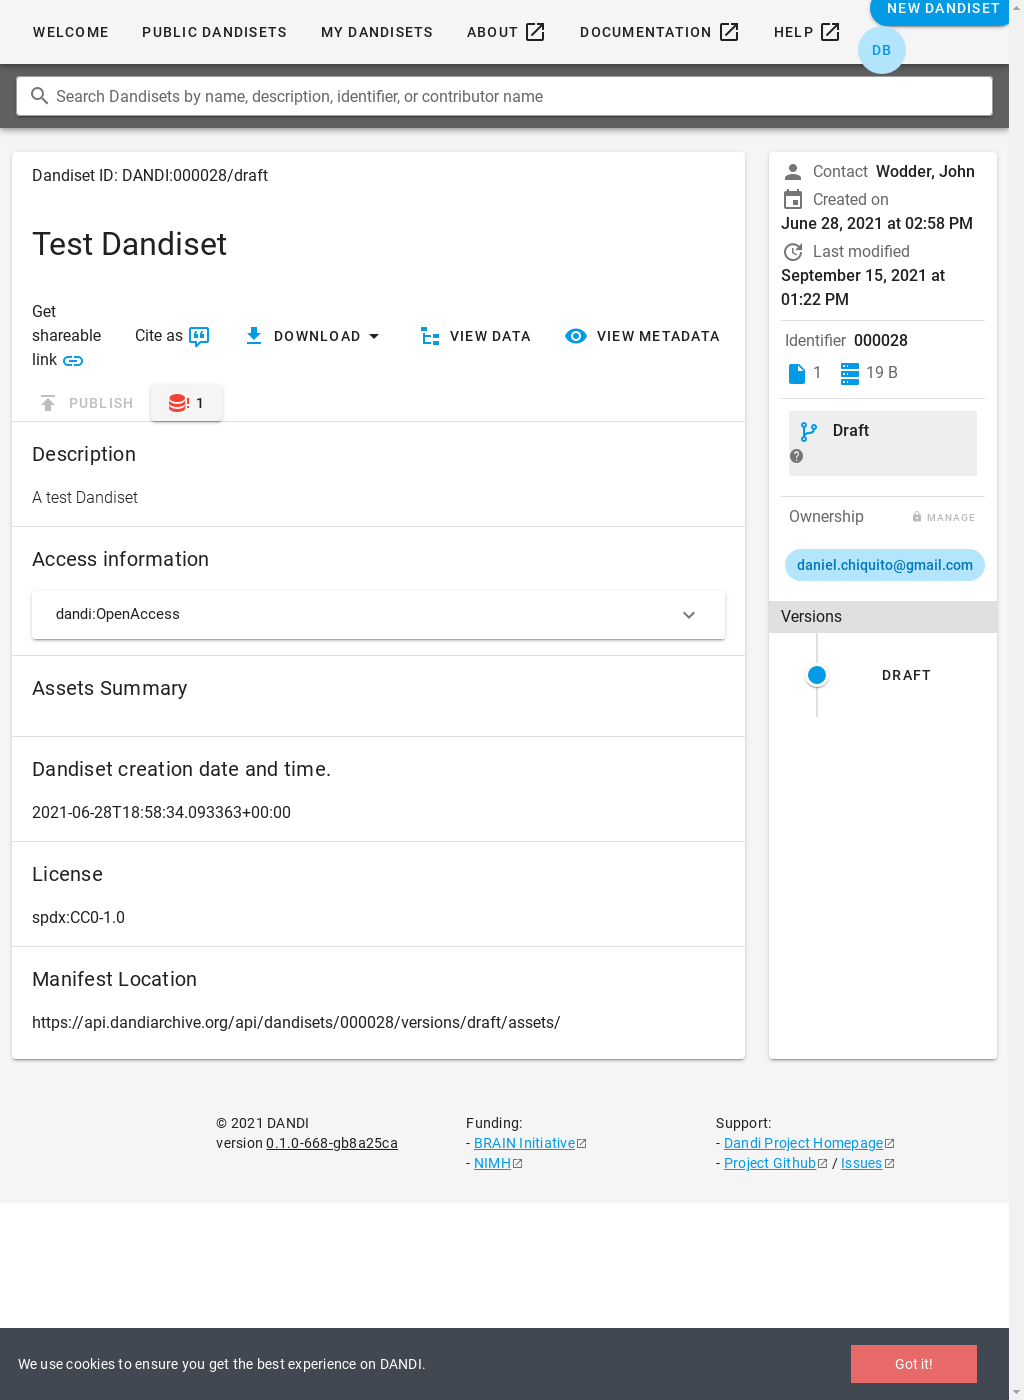 WELCOME PUBLIC DANDISETS MY DANDISETS ABOUT DOCUMENTATION HELP NEW DANDISET
DB
Search Dandisets by name, description, identifier, or contributor name
Dandiset ID: DANDI:000028/draft
Test Dandiset
Get
shareable
link
Cite as
DOWNLOAD
VIEW DATA
VIEW METADATA
PUBLISH
1
Description
A test Dandiset
Access information
dandi:OpenAccess
Assets Summary
Dandiset creation date and time.
2021-06-28T18:58:34.093363+00:00
License
spdx:CC0-1.0
Manifest Location
https://api.dandiarchive.org/api/dandisets/000028/versions/draft/assets/
Contact Wodder, John
Created on
June 28, 2021 at 02:58 PM
Last modified
September 15, 2021 at
01:22 PM
Identifier 000028
1 19 B
Draft
Ownership MANAGE
daniel.chiquito@gmail.com
Versions
DRAFT
© 2021 DANDI
version 0.1.0-668-gb8a25ca
Funding:
- BRAIN Initiative
- NIMH
Support:
- Dandi Project Homepage
- Project Github / Issues
We use cookies to ensure you get the best experience on DANDI.
Got it!